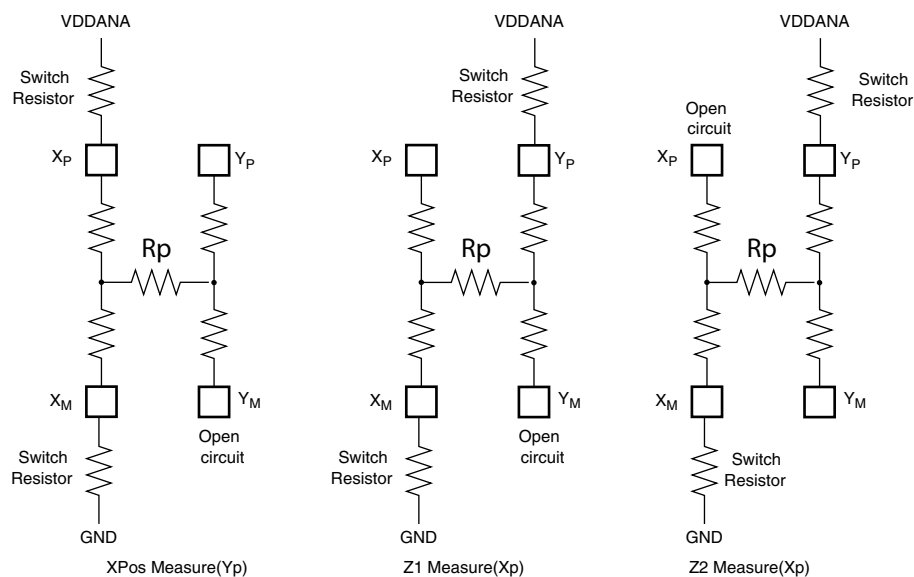 VDDANA
Switch
Resistor
XP
YP
Rp
XM
YM
Open
circuit
Switch
Resistor
GND
XPos Measure(Yp)
VDDANA
Switch
Resistor
XP
YP
Rp
XM
YM
Open
circuit
Switch
Resistor
GND
Z1 Measure(Xp)
VDDANA
Switch
Resistor
Open
circuit
XP
YP
Rp
XM
YM
Switch
Resistor
GND
Z2 Measure(Xp)